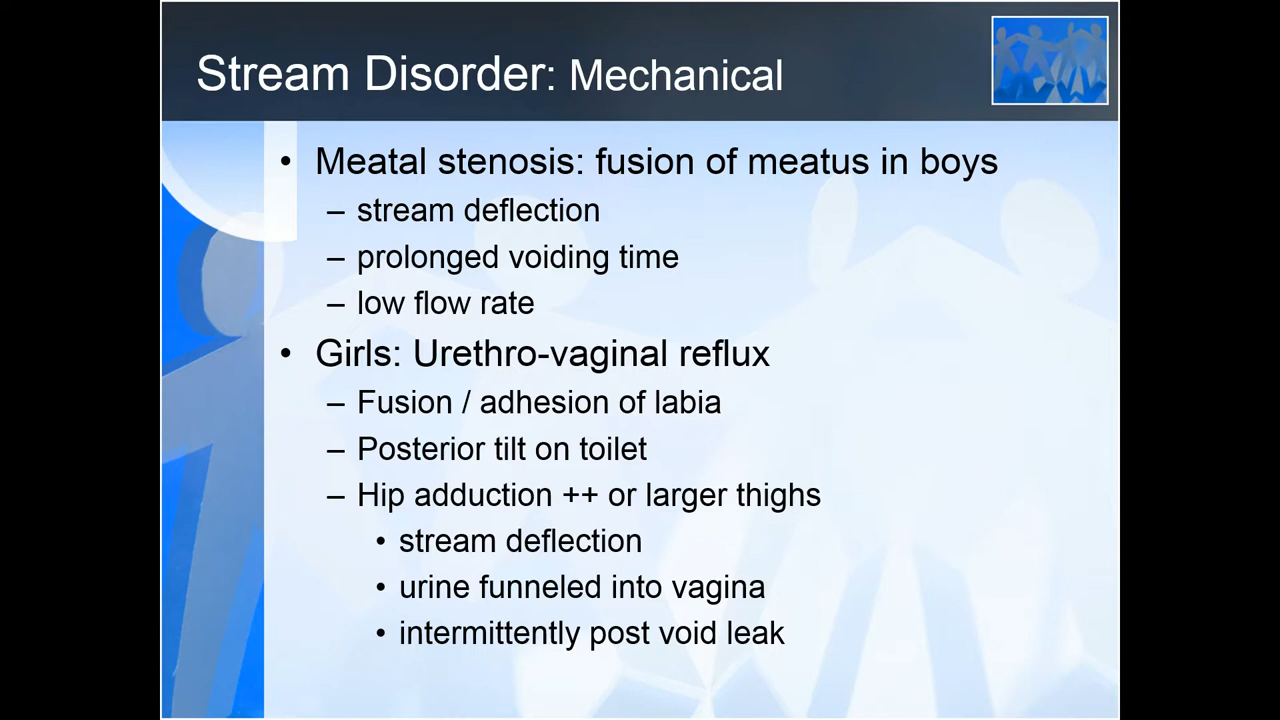 Stream Disorder: Mechanical
• Meatal stenosis: fusion of meatus in boys
– stream deflection
– prolonged voiding time
– low flow rate
• Girls: Urethro-vaginal reflux
– Fusion / adhesion of labia
– Posterior tilt on toilet
– Hip adduction ++ or larger thighs
• stream deflection
• urine funneled into vagina
• intermittently post void leak